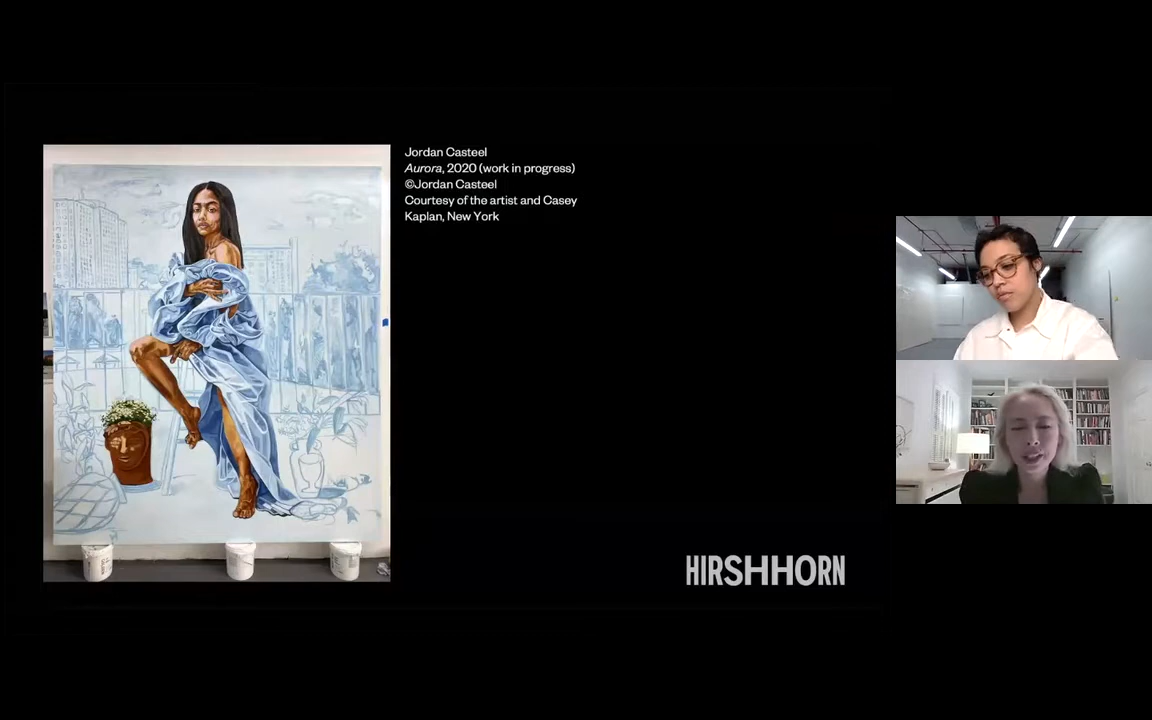 Jordan Casteel
Aurora, 2020 (work in progress)
©Jordan Casteel
Courtesy of the artist and Casey
Kaplan, New York
HIRSHHORN